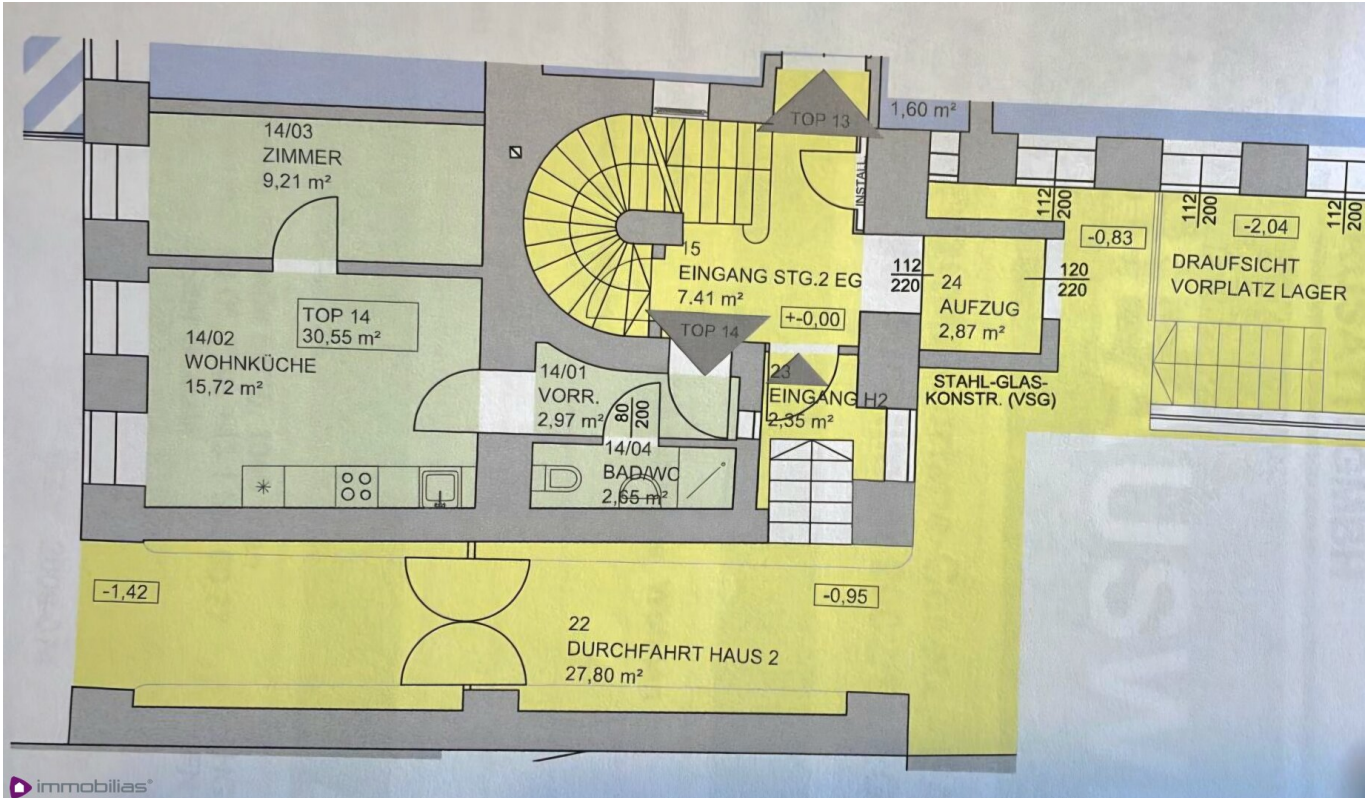 14/03
ZIMMER
9,21 m²
TOP 13
1,60 m²
INSTALL
112
200
-0,83
112
200
-2,04
112
200
DRAUFSICHT
VORPLATZ LAGER
15
EINGANG STG.2 EG
7.41 m²
+-0,00
112
220
24
AUFZUG
2,87 m²
120
220
STAHL-GLAS-
KONSTR. (VSG)
TOP 14
30,55 m²
14/02
WOHNKÜCHE
15,72 m²
TOP 14
14/01
VORR.
2,97 m²
80
200
23
EINGANG H2
2,35 m²
14/04
BAD/WC
2,65 m²
-1,42
-0,95
22
DURCHFAHRT HAUS 2
27,80 m²
immobilias®